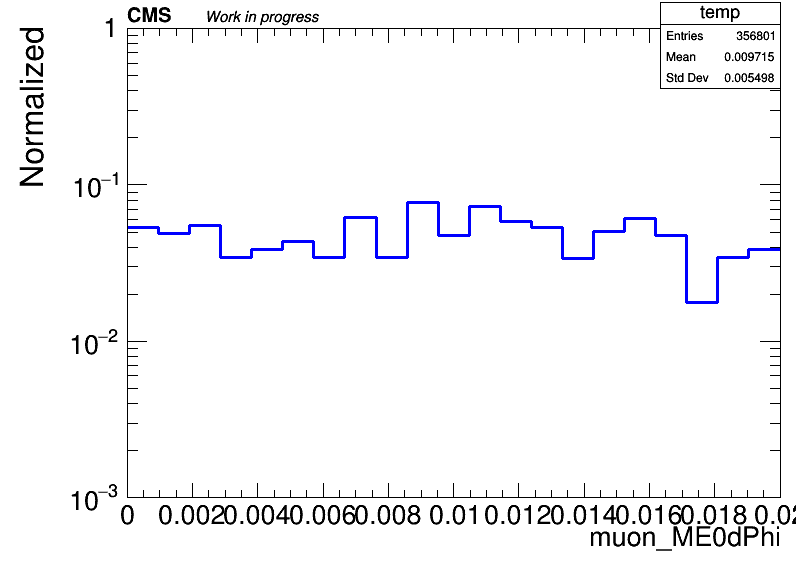 CMS Work in progress
temp
Entries 356801
Mean 0.009715
Std Dev 0.005498
Normalized
1
10⁻¹
10⁻²
10⁻³
0 0.002 0.004 0.006 0.008 0.01 0.012 0.014 0.016 0.018 0.02
muon_ME0dPhi